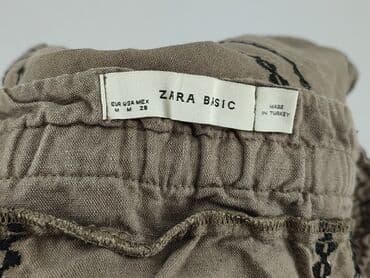 EUR USA MEX
M M 28
ZARA BASIC
MADE
IN TURKEY